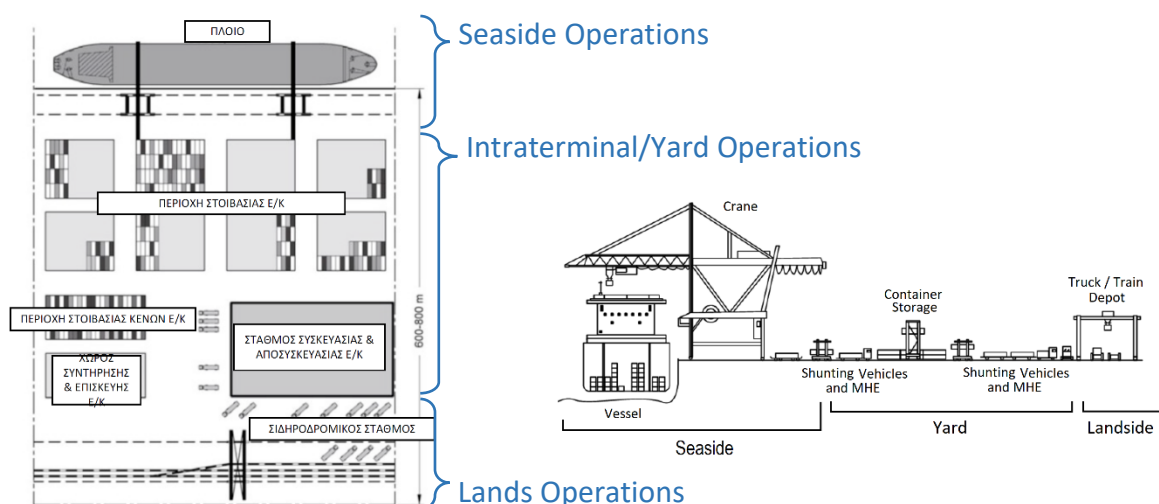 ΠΛΟΙΟ
Seaside Operations
Intraterminal/Yard Operations
ΠΕΡΙΟΧΗ ΣΤΟΙΒΑΣΙΑΣ Ε/Κ
600-800 m
ΠΕΡΙΟΧΗ ΣΤΟΙΒΑΣΙΑΣ ΚΕΝΩΝ Ε/Κ
ΣΤΑΘΜΟΣ ΣΥΣΚΕΥΑΣΙΑΣ &
ΑΠΟΣΥΣΚΕΥΑΣΙΑΣ Ε/Κ
ΧΩΡΟΣ
ΣΥΝΤΗΡΗΣΗΣ
& ΕΠΙΣΚΕΥΗΣ
Ε/Κ
ΣΙΔΗΡΟΔΡΟΜΙΚΟΣ ΣΤΑΘΜΟΣ
Lands Operations
Crane
Container
Storage
Truck / Train
Depot
Shunting Vehicles
and MHE
Shunting Vehicles
and MHE
Vessel
Seaside
Yard
Landside